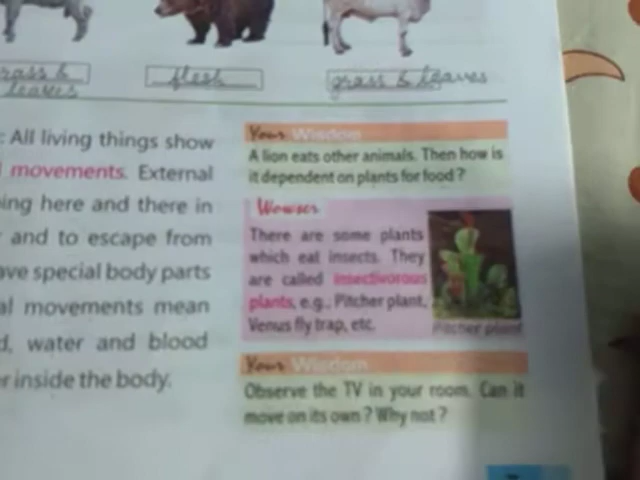 grass &
leaves
flesh
grass & leaves
: All living things show
movements. External
here and there in
and to escape from
special body parts
movements mean
water and blood
inside the body.
Your Wisdom
A lion eats other animals. Then how is
it dependent on plants for food?
Wowser
There are some plants
which eat insects. They
are called insectivorous
plants, e.g., Pitcher plant,
Venus fly trap, etc.
Pitcher plant
Your Wisdom
Observe the TV in your room. Can it
move on its own? Why not?